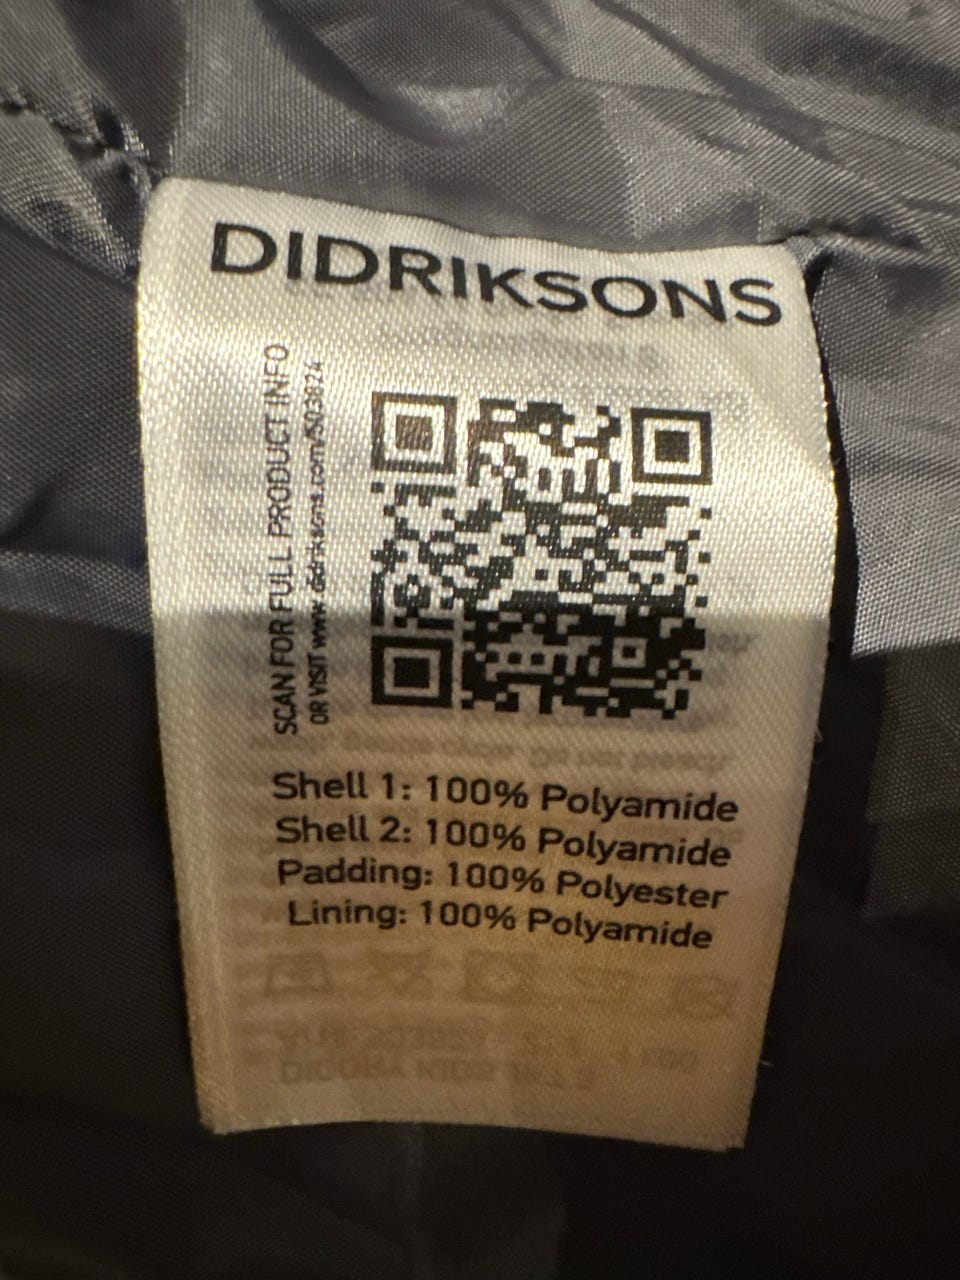 DIDRIKSONS
SCAN FOR FULL PRODUCT INFO
OR VISIT www.didriksons.com/503824
Shell 1: 100% Polyamide
Shell 2: 100% Polyamide
Padding: 100% Polyester
Lining: 100% Polyamide